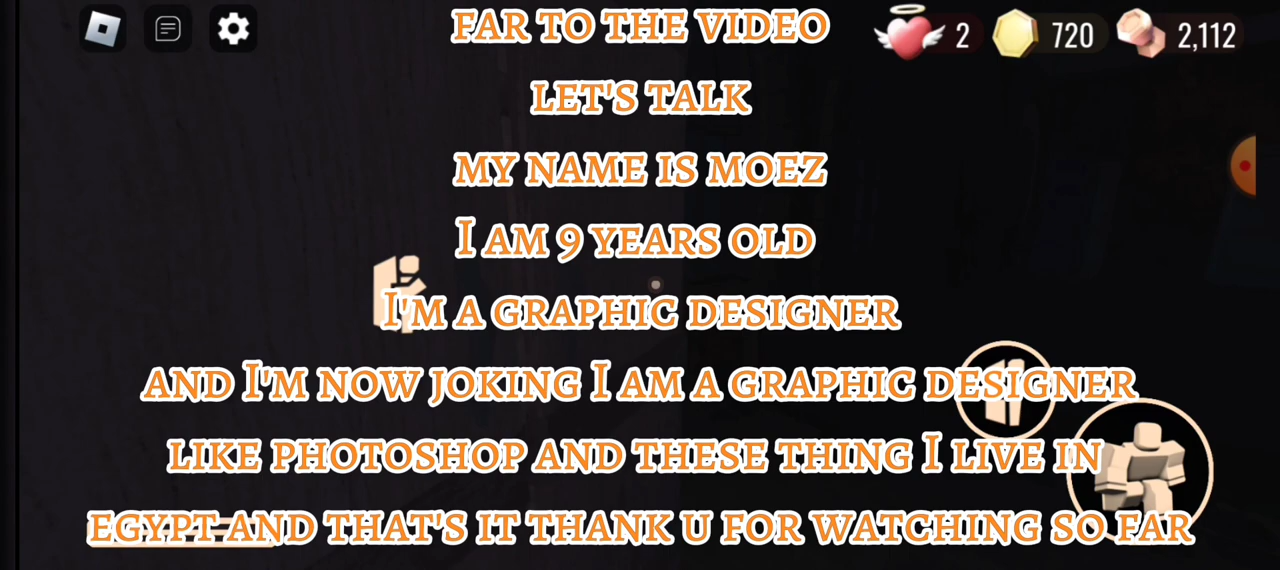 2
720
2,112
FAR TO THE VIDEO
LET'S TALK
MY NAME IS MOEZ
I AM 9 YEARS OLD
I'M A GRAPHIC DESIGNER
AND I'M NOW JOKING I AM A GRAPHIC DESIGNER
LIKE PHOTOSHOP AND THESE THING I LIVE IN
EGYPT AND THAT'S IT THANK U FOR WATCHING SO FAR